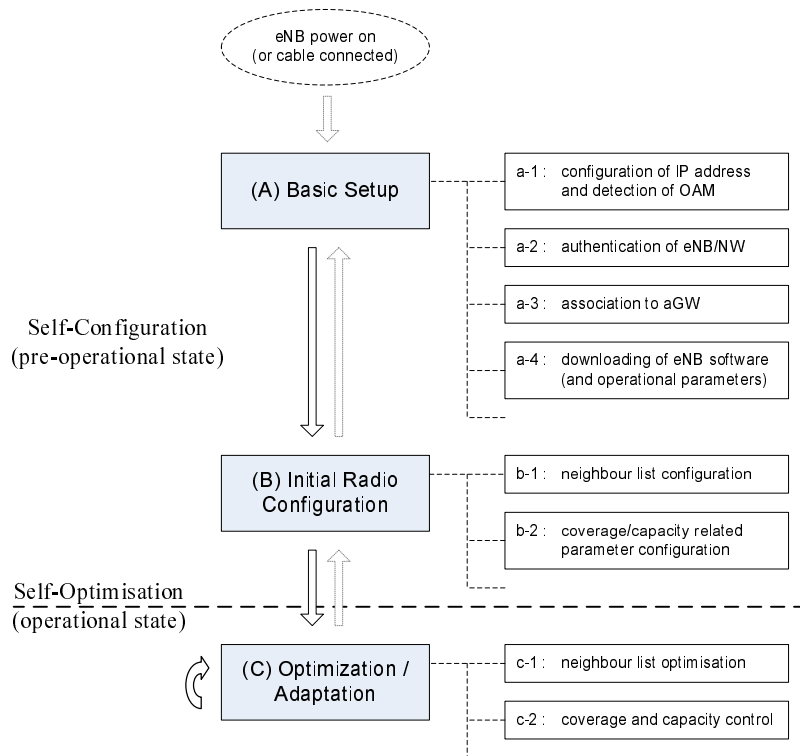 eNB power on
(or cable connected)
(A) Basic Setup
a-1 : configuration of IP address
and detection of OAM
a-2 : authentication of eNB/NW
a-3 : association to aGW
a-4 : downloading of eNB software
(and operational parameters)
Self-Configuration
(pre-operational state)
(B) Initial Radio
Configuration
b-1 : neighbour list configuration
b-2 : coverage/capacity related
parameter configuration
Self-Optimisation
(operational state)
(C) Optimization /
Adaptation
c-1 : neighbour list optimisation
c-2 : coverage and capacity control